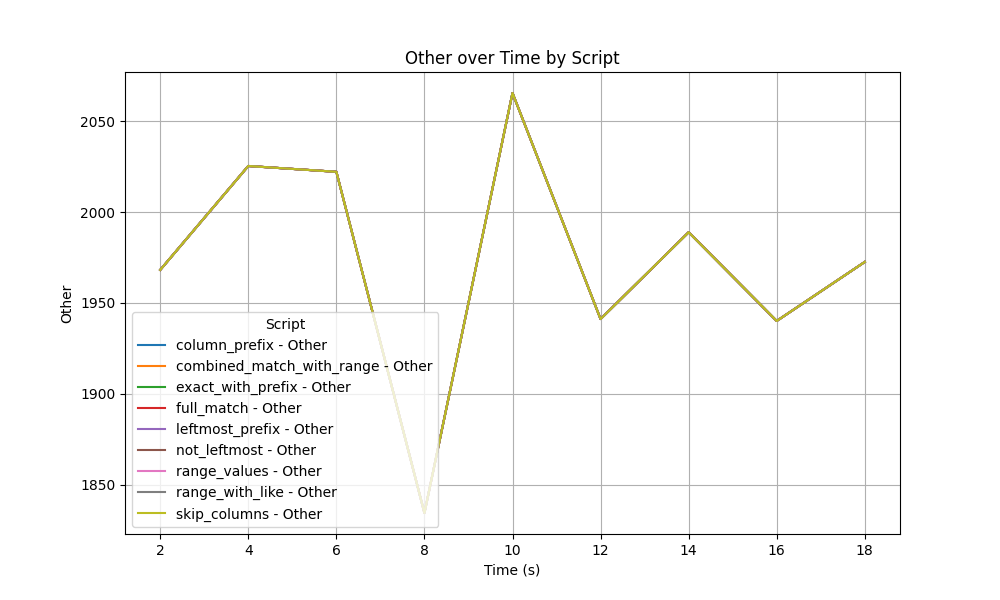 Other over Time by Script
Other
2050
2000
1950
1900
1850
Script
column_prefix - Other
combined_match_with_range - Other
exact_with_prefix - Other
full_match - Other
leftmost_prefix - Other
not_leftmost - Other
range_values - Other
range_with_like - Other
skip_columns - Other
2 4 6 8 10 12 14 16 18
Time (s)